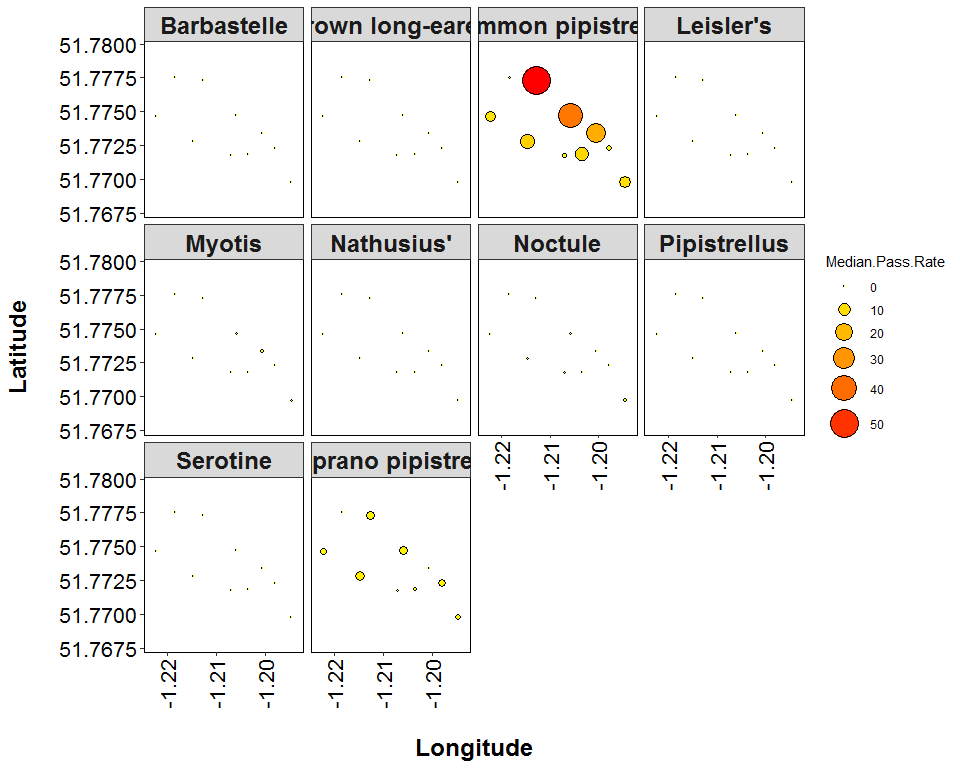 Barbastelle
rown long-eare
mmon pipistre
Leisler's
51.7800
51.7775
51.7750
51.7725
51.7700
51.7675
Myotis
Nathusius'
Noctule
Pipistrellus
51.7800
51.7775
51.7750
51.7725
51.7700
51.7675
Serotine
prano pipistre
-1.22
-1.21
-1.20
-1.22
-1.21
-1.20
51.7800
51.7775
51.7750
51.7725
51.7700
51.7675
-1.22
-1.21
-1.20
-1.22
-1.21
-1.20
Latitude
Longitude
Median.Pass.Rate
0
10
20
30
40
50